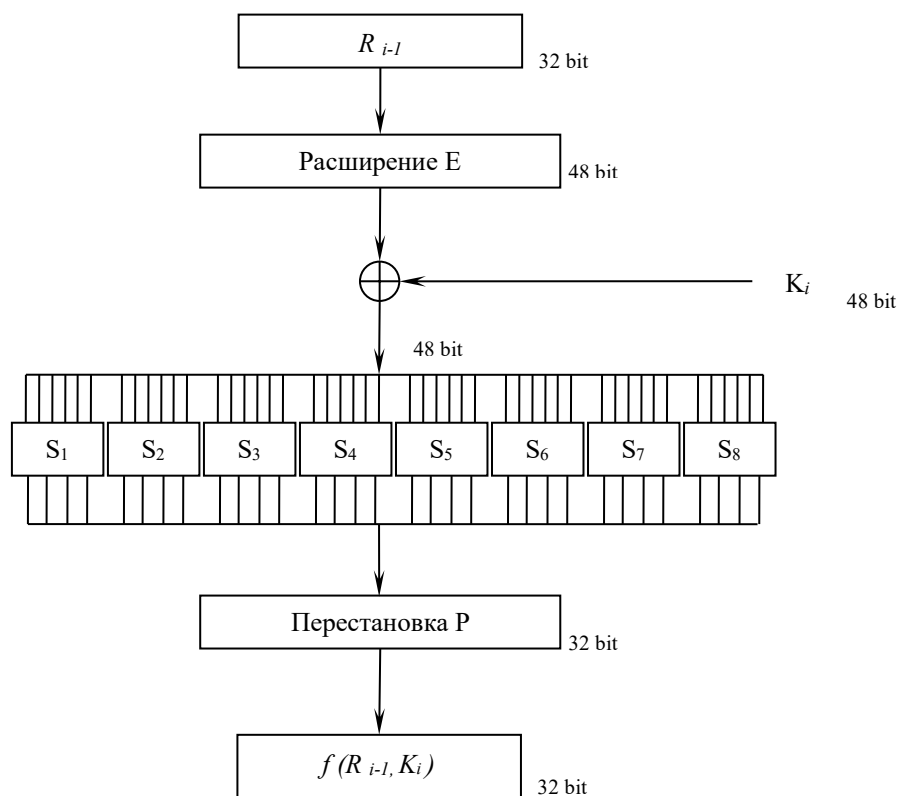 R i-1
32 bit
Расширение E
48 bit
Ki
48 bit
48 bit
S1 S2 S3 S4 S5 S6 S7 S8
Перестановка P
32 bit
f (R i-1, Ki )
32 bit